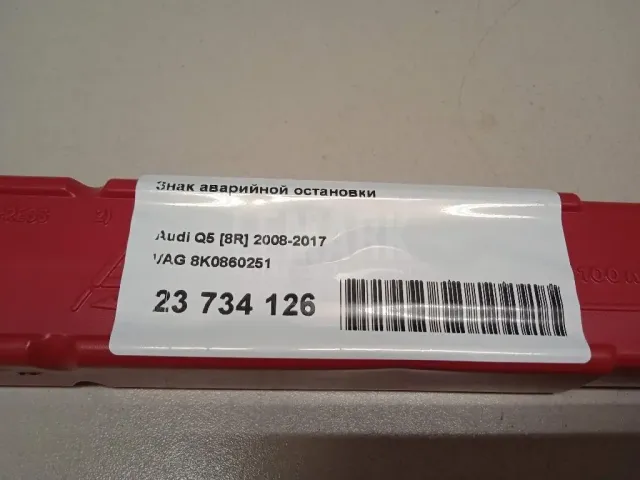 Знак аварийной остановки
Audi Q5 [8R] 2008-2017
VAG 8K0860251
23 734 126